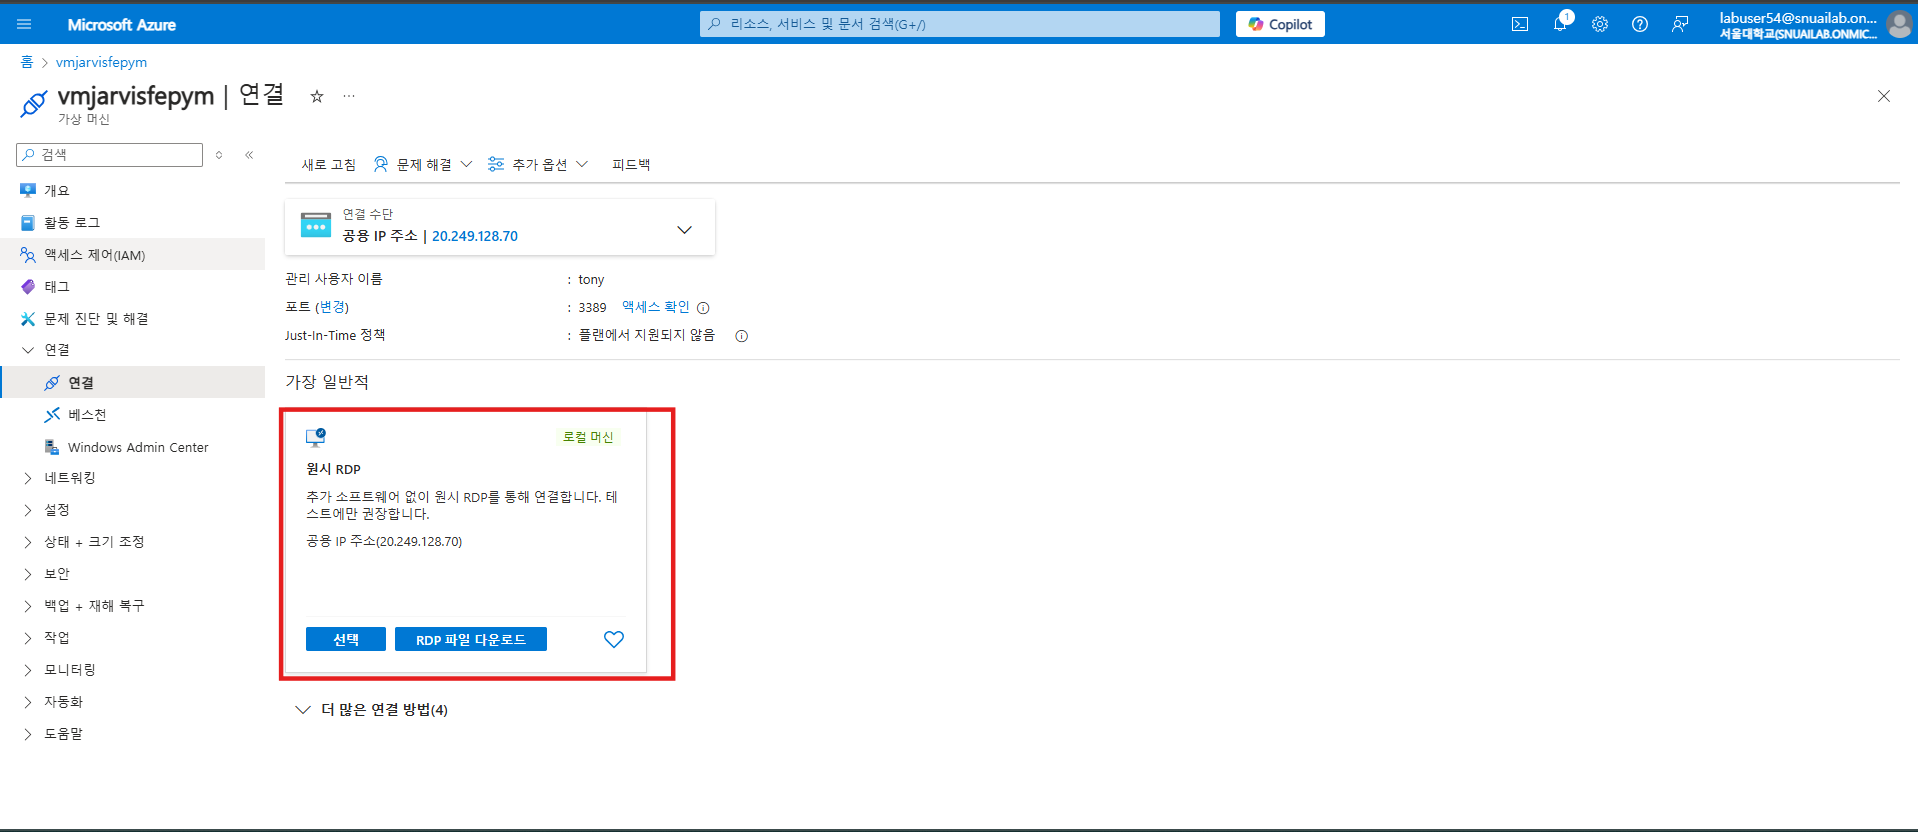 Microsoft Azure
리소스, 서비스 및 문서 검색(G+/)
Copilot
1
labuser54@snuailab.on...
서울대학교(SNUAILAB.ONMIC...
홈 > vmjarvisfepym
vmjarvisfepym | 연결
가상 머신
검색
개요
활동 로그
액세스 제어(IAM)
태그
문제 진단 및 해결
연결
연결
베스천
Windows Admin Center
네트워킹
설정
상태 + 크기 조정
보안
백업 + 재해 복구
작업
모니터링
자동화
도움말
새로 고침 문제 해결 추가 옵션 피드백
연결 수단
공용 IP 주소 | 20.249.128.70
관리 사용자 이름 : tony
포트 (변경) : 3389 액세스 확인
Just-In-Time 정책 : 플랜에서 지원되지 않음
가장 일반적
로컬 머신
원시 RDP
추가 소프트웨어 없이 원시 RDP를 통해 연결합니다. 테
스트에만 권장합니다.
공용 IP 주소(20.249.128.70)
선택 RDP 파일 다운로드
더 많은 연결 방법(4)